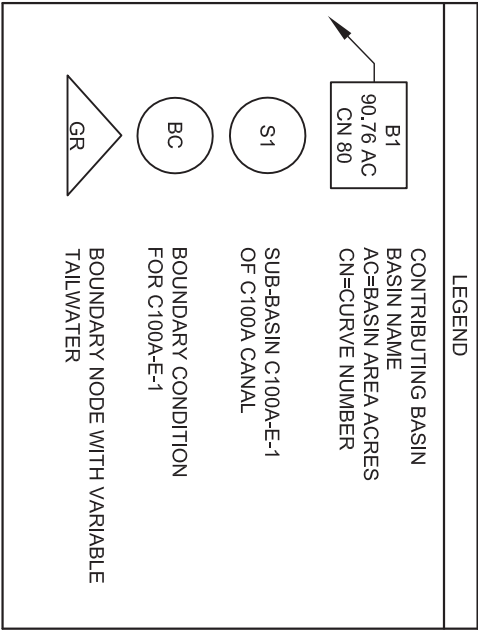 LEGEND
B1
90.76 AC
CN 80
CONTRIBUTING BASIN
BASIN NAME
AC=BASIN AREA ACRES
CN=CURVE NUMBER
S1
SUB-BASIN C100A-E-1
OF C100A CANAL
BC
BOUNDARY CONDITION
FOR C100A-E-1
GR
BOUNDARY NODE WITH VARIABLE
TAILWATER